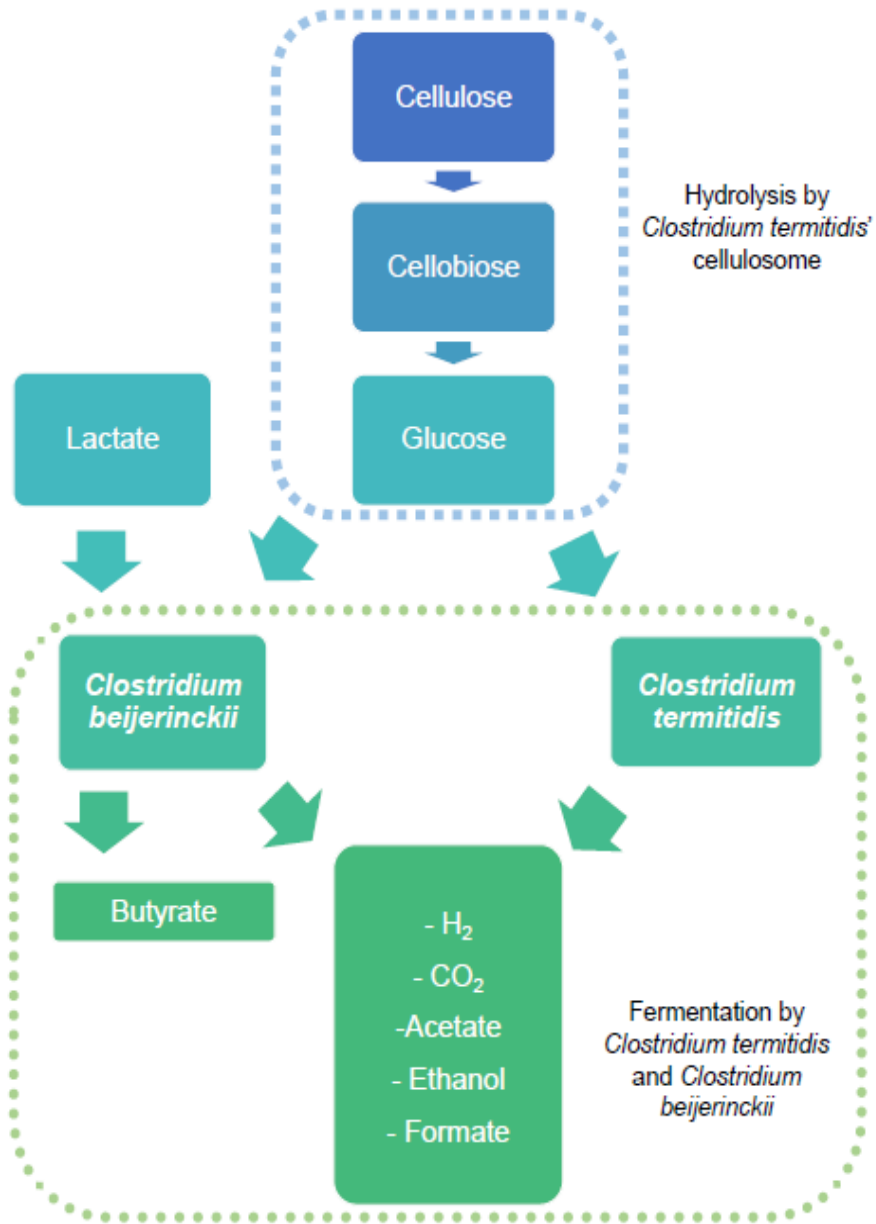 Cellulose
Hydrolysis by
Clostridium termitidis'
cellulosome
Cellobiose
Lactate
Glucose
Clostridium
beijerinckii
Clostridium
termitidis
Butyrate
- H₂
- CO₂
-Acetate
- Ethanol
- Formate
Fermentation by
Clostridium termitidis
and Clostridium
beijerinckii